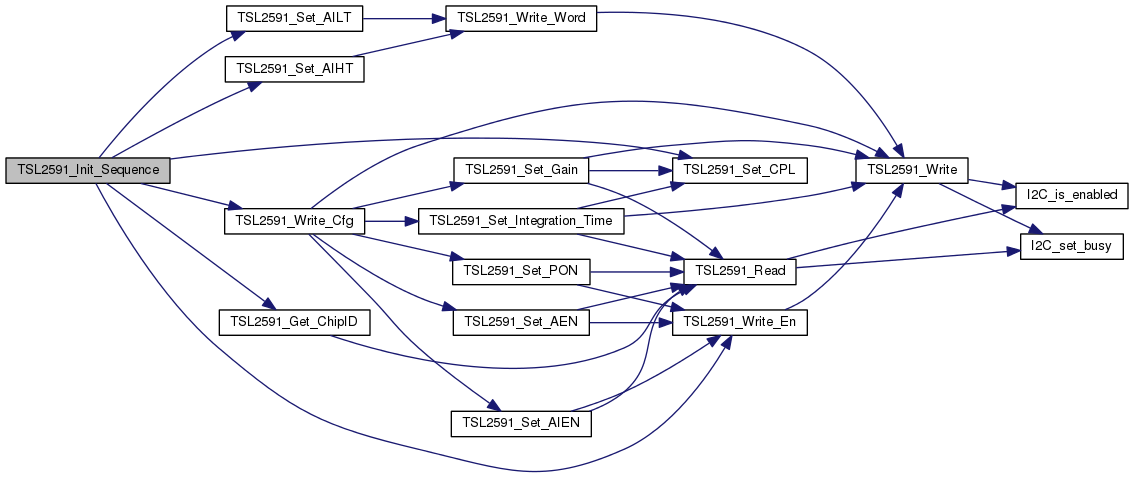 TSL2591_Init_Sequence
TSL2591_Set_AILT
TSL2591_Set_AIHT
TSL2591_Write_Cfg
TSL2591_Get_ChipID
TSL2591_Write_Word
TSL2591_Set_Gain
TSL2591_Set_Integration_Time
TSL2591_Set_PON
TSL2591_Set_AEN
TSL2591_Set_AIEN
TSL2591_Set_CPL
TSL2591_Read
TSL2591_Write_En
TSL2591_Write
I2C_is_enabled
I2C_set_busy